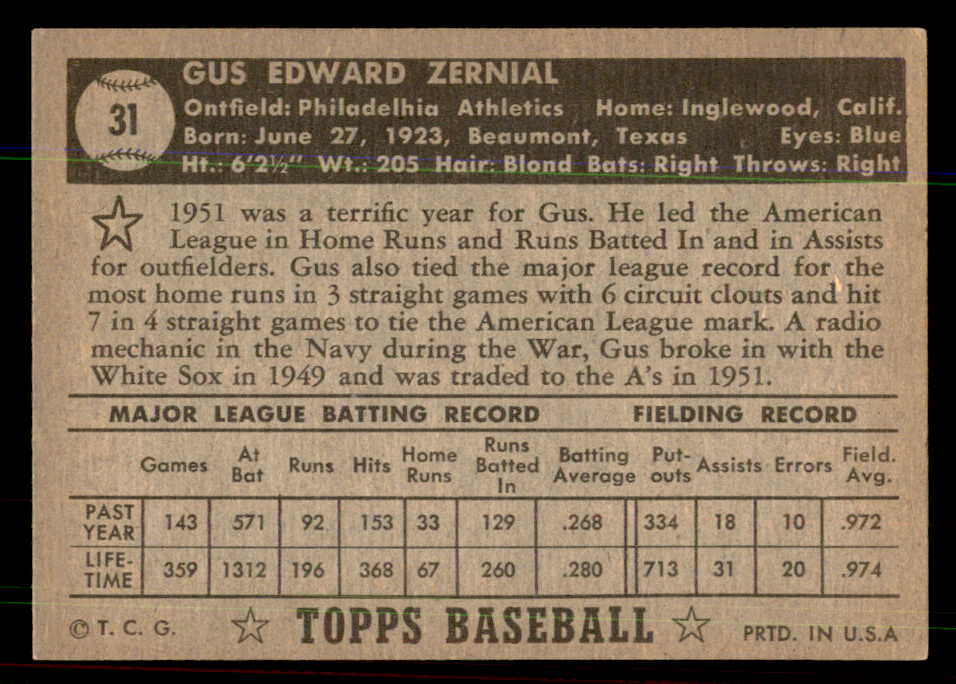 31
GUS EDWARD ZERNIAL
Ontfield: Philadelhia Athletics Home: Inglewood, Calif.
Born: June 27, 1923, Beaumont, Texas Eyes: Blue
Ht.: 6'2½" Wt.: 205 Hair: Blond Bats: Right Throws: Right
1951 was a terrific year for Gus. He led the American
League in Home Runs and Runs Batted In and in Assists
for outfielders. Gus also tied the major league record for the
most home runs in 3 straight games with 6 circuit clouts and hit
7 in 4 straight games to tie the American League mark. A radio
mechanic in the Navy during the War, Gus broke in with the
White Sox in 1949 and was traded to the A's in 1951.
MAJOR LEAGUE BATTING RECORD FIELDING RECORD
Games At Bat Runs Hits Home Runs Runs Batted In Batting Average Put-outs Assists Errors Field. Avg.
PAST YEAR 143 571 92 153 33 129 .268 334 18 10 .972
LIFE-TIME 359 1312 196 368 67 260 .280 713 31 20 .974
© T. C. G. TOPPS BASEBALL PRTD. IN U.S.A